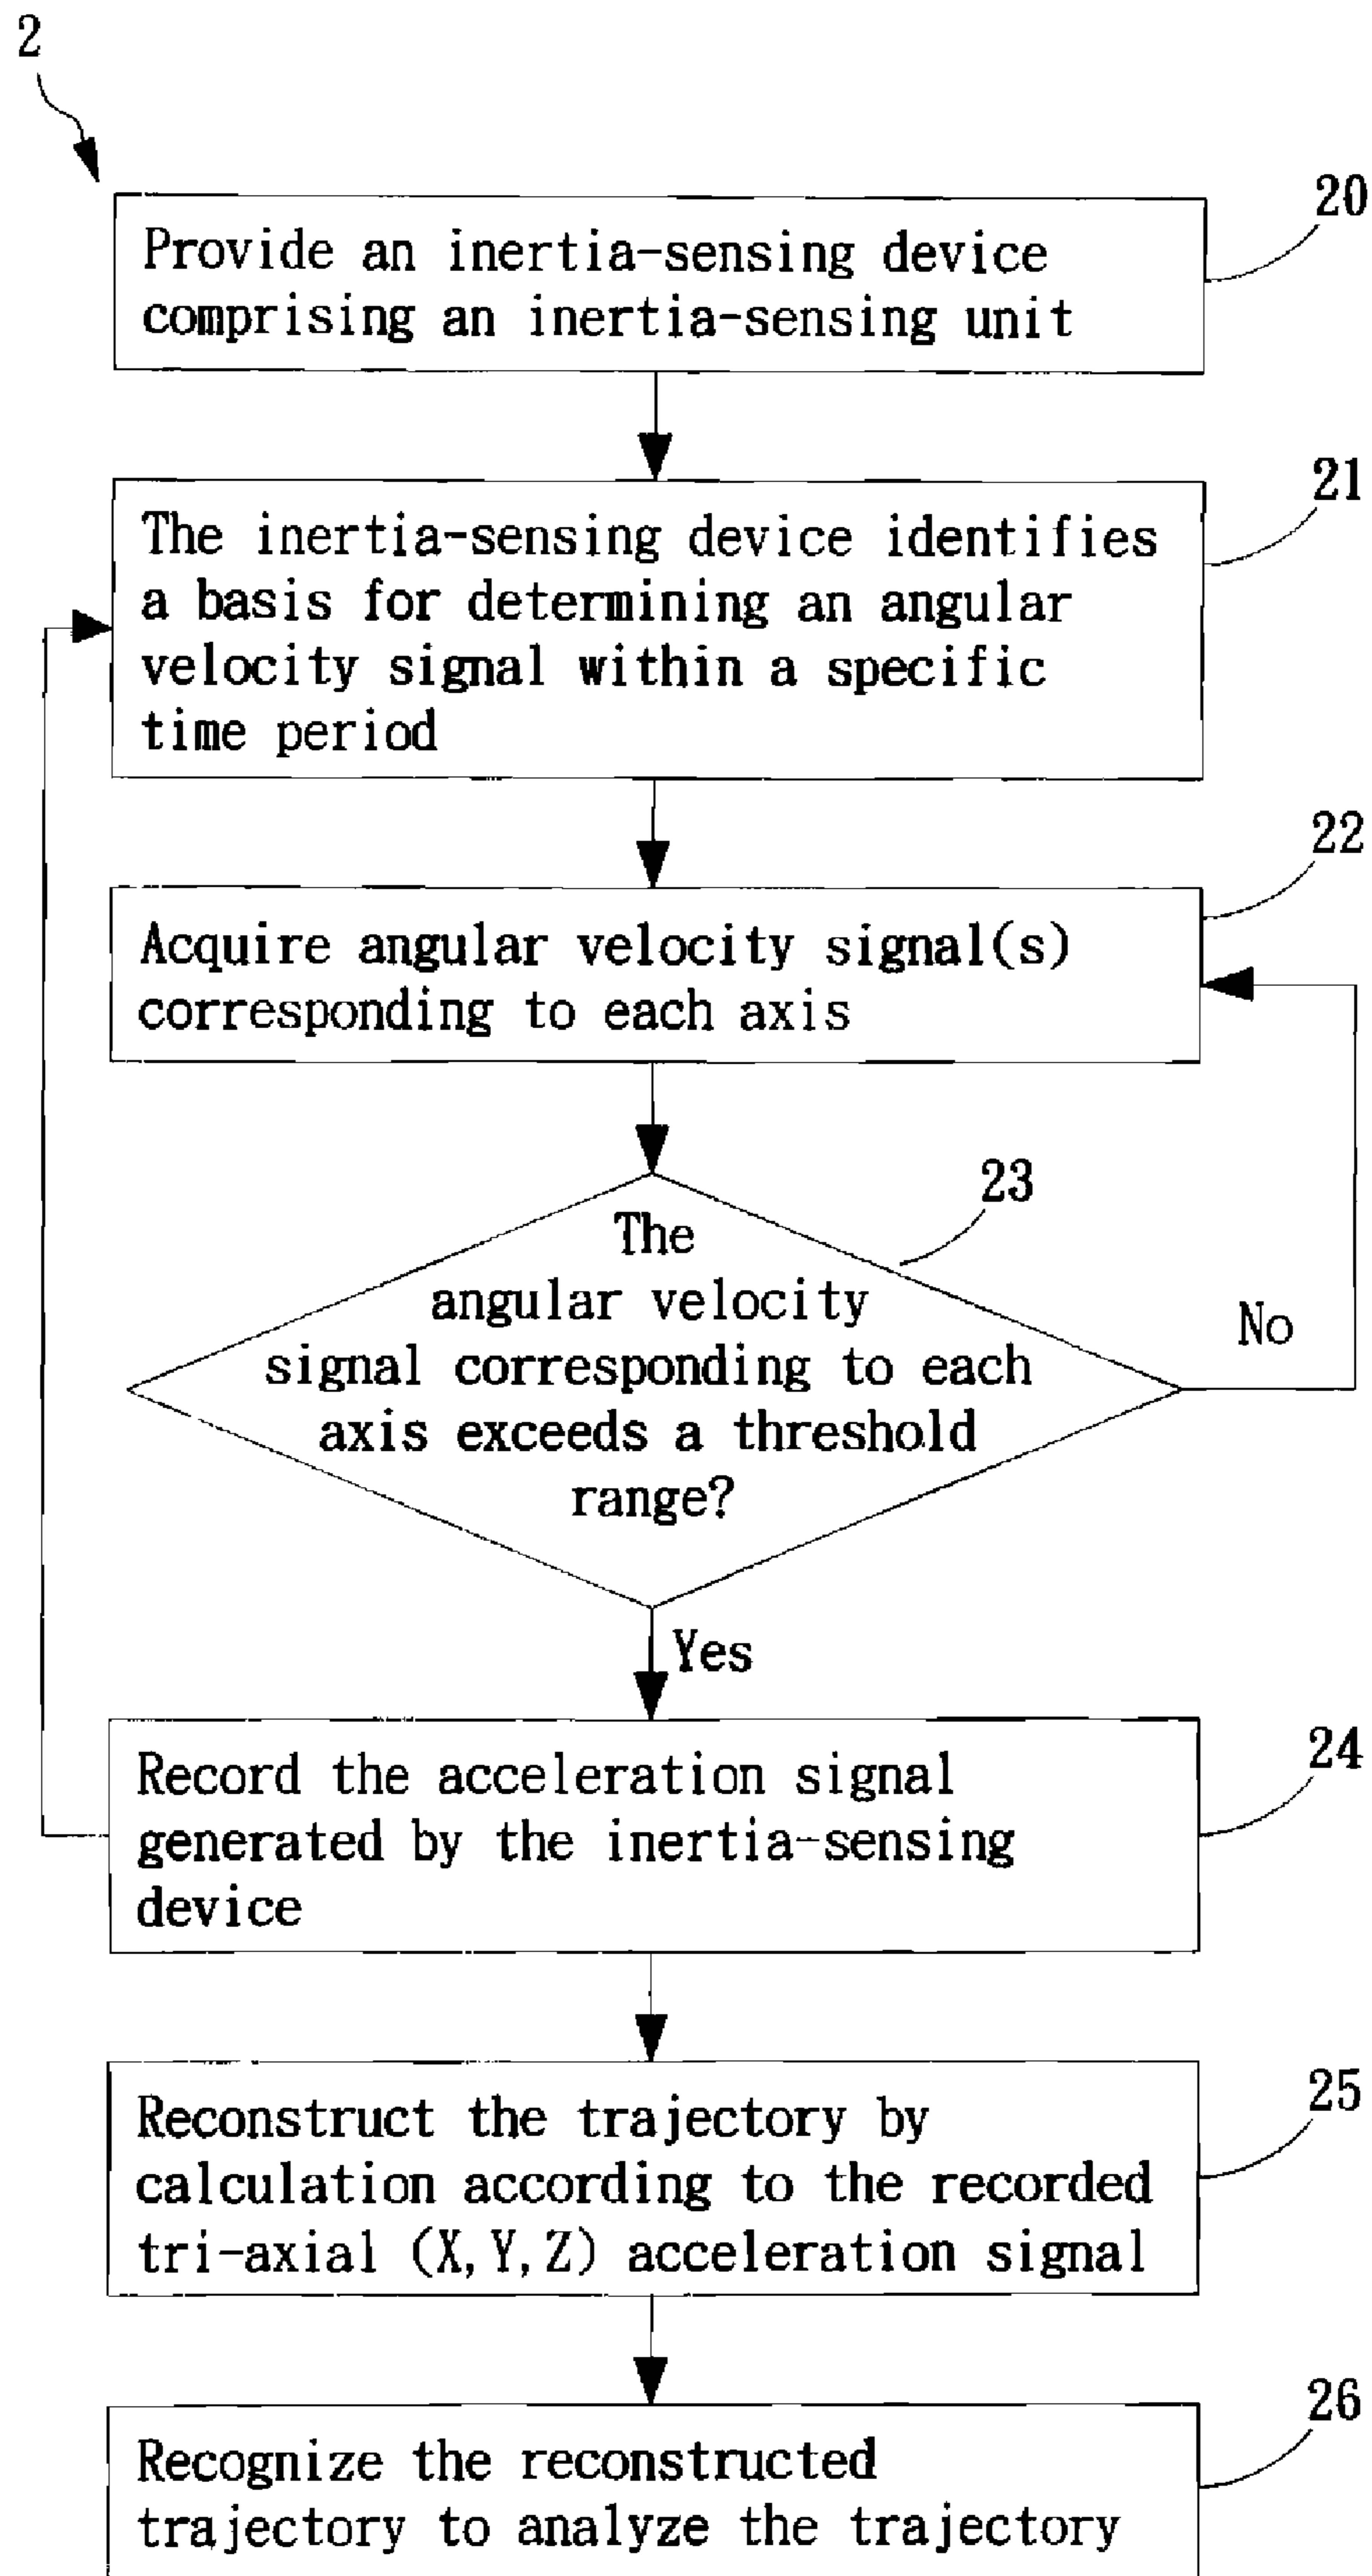 2
20
Provide an inertia-sensing device
comprising an inertia-sensing unit
21
The inertia-sensing device identifies
a basis for determining an angular
velocity signal within a specific
time period
22
Acquire angular velocity signal(s)
corresponding to each axis
23
The
angular velocity
signal corresponding to each
axis exceeds a threshold
range?
No
Yes
24
Record the acceleration signal
generated by the inertia-sensing
device
25
Reconstruct the trajectory by
calculation according to the recorded
tri-axial (X,Y,Z) acceleration signal
26
Recognize the reconstructed
trajectory to analyze the trajectory